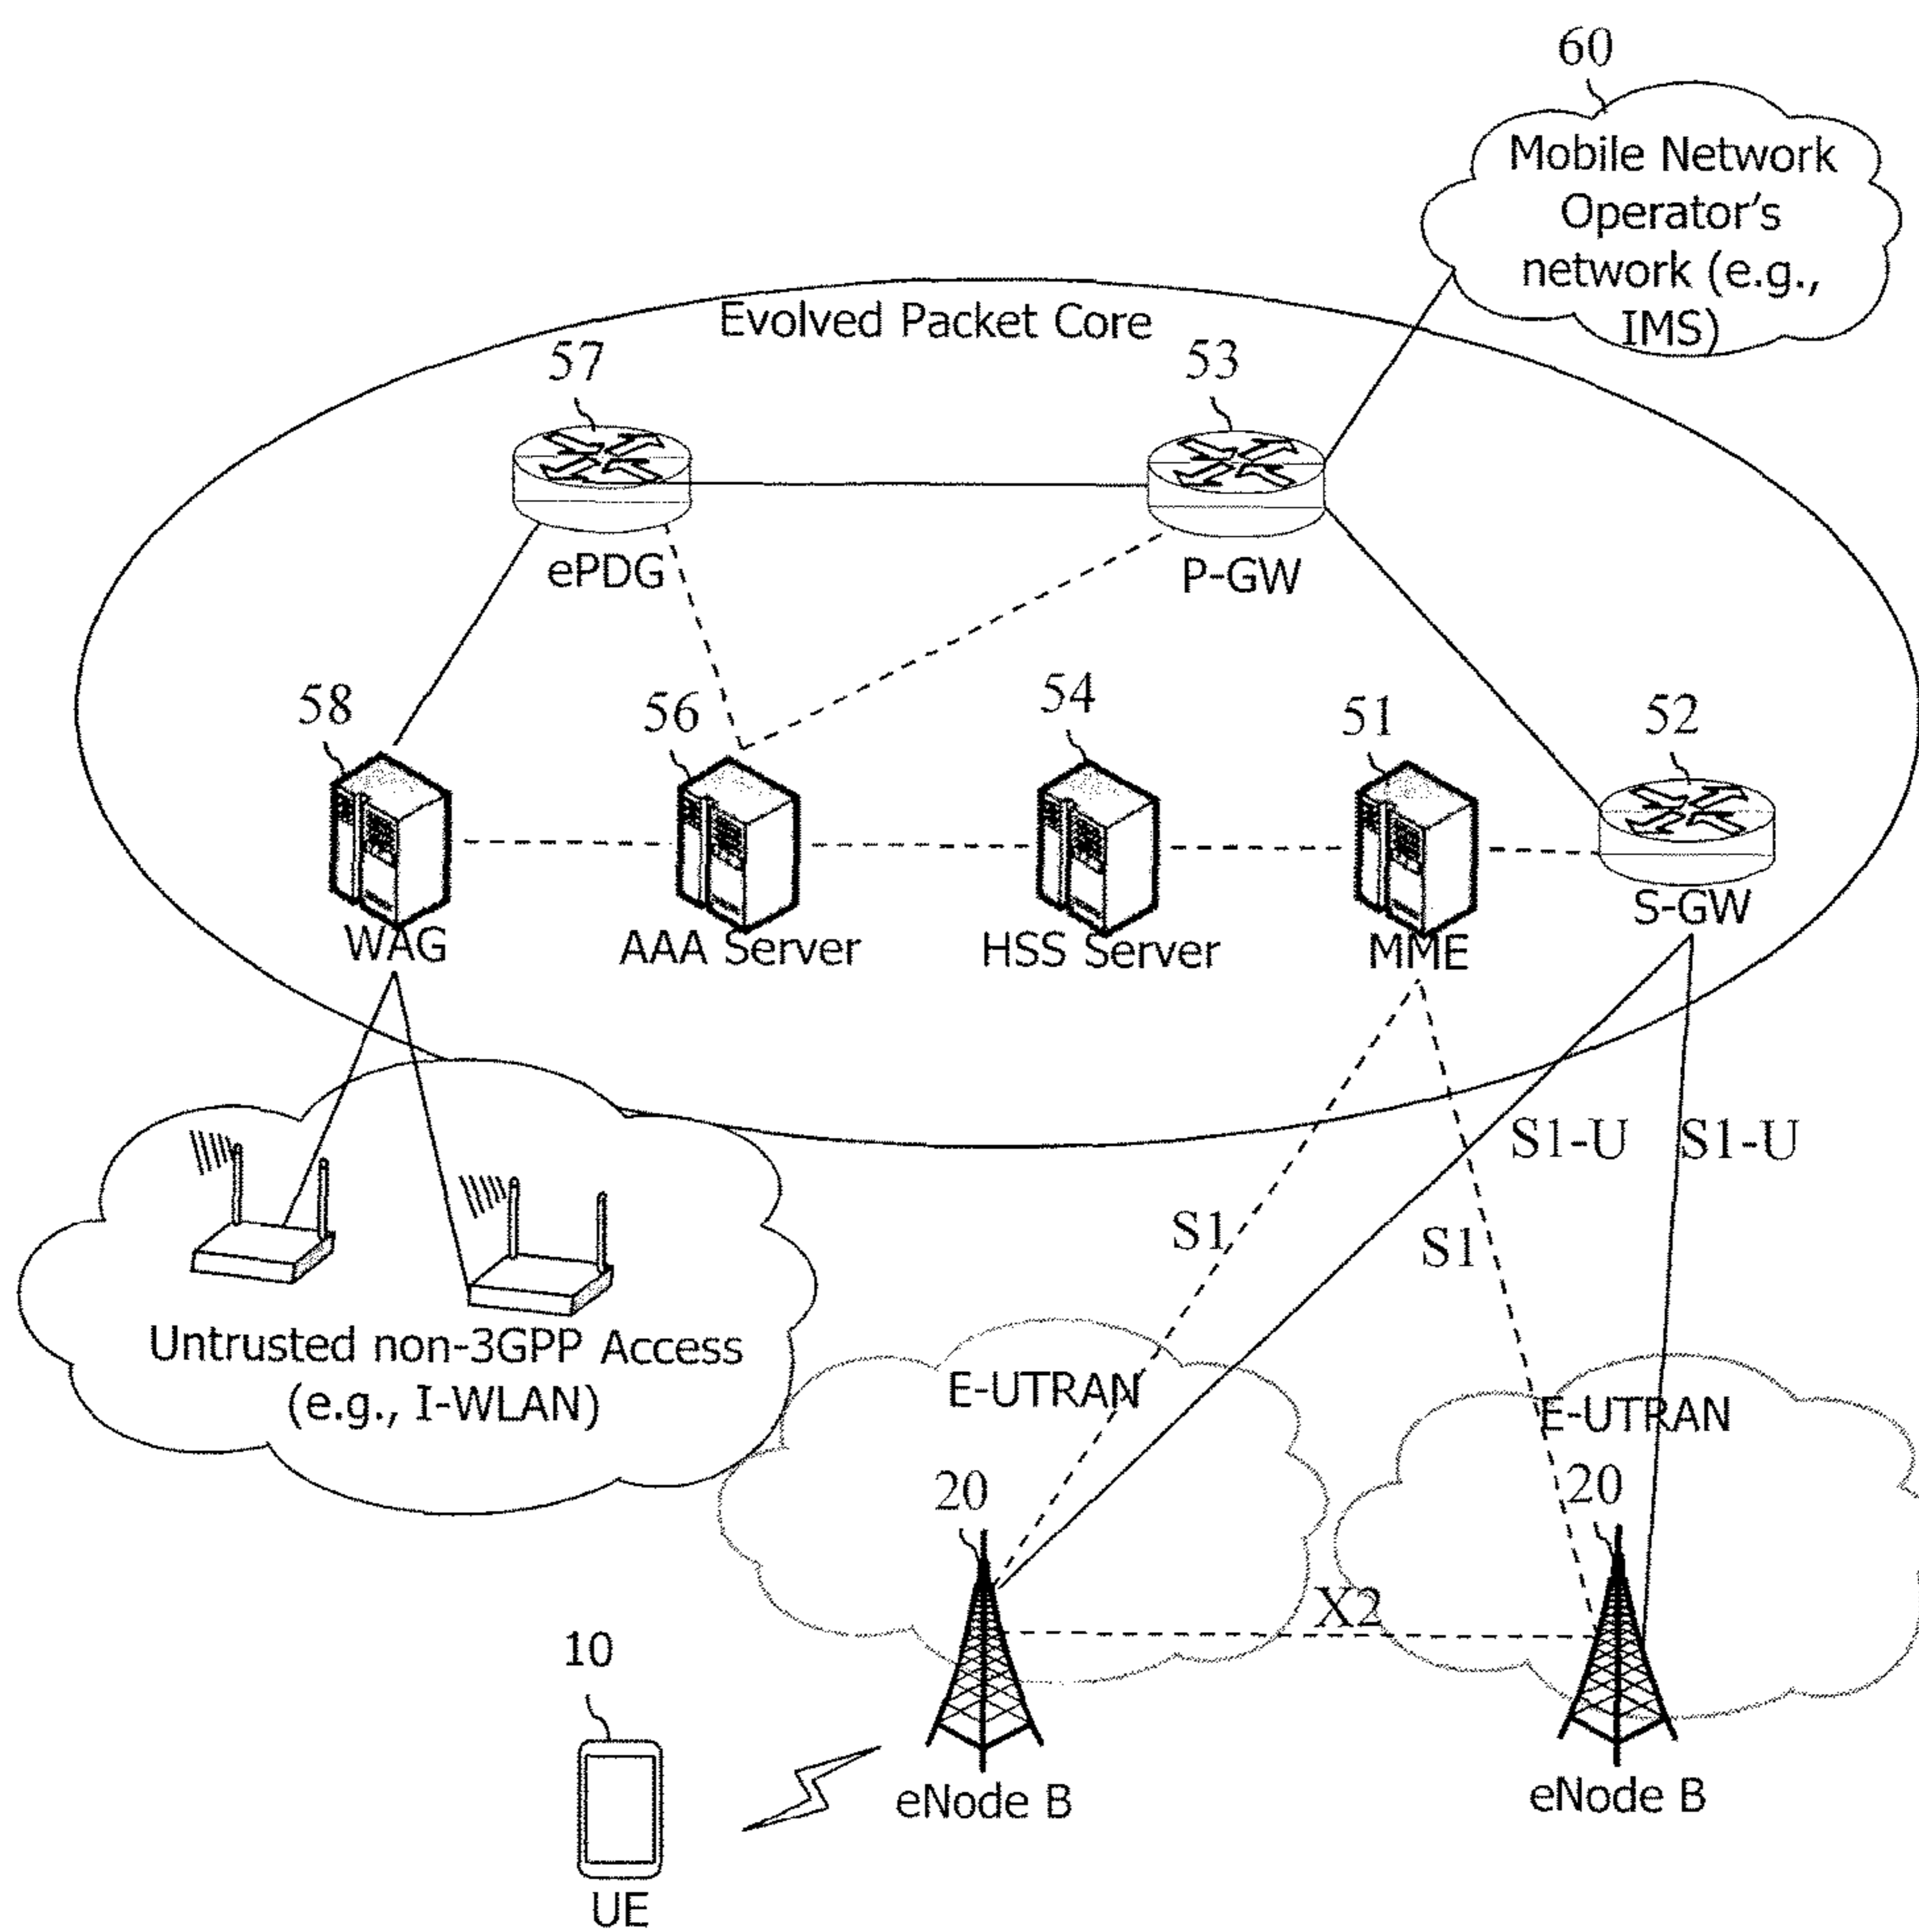 60
Mobile Network
Operator's
network (e.g.,
IMS)
Evolved Packet Core
57
53
ePDG
P-GW
58
56
54
51
52
WAG
AAA Server
HSS Server
MME
S-GW
S1-U
S1-U
S1
S1
Untrusted non-3GPP Access
(e.g., I-WLAN)
E-UTRAN
E-UTRAN
20
20
X2
10
eNode B
eNode B
UE